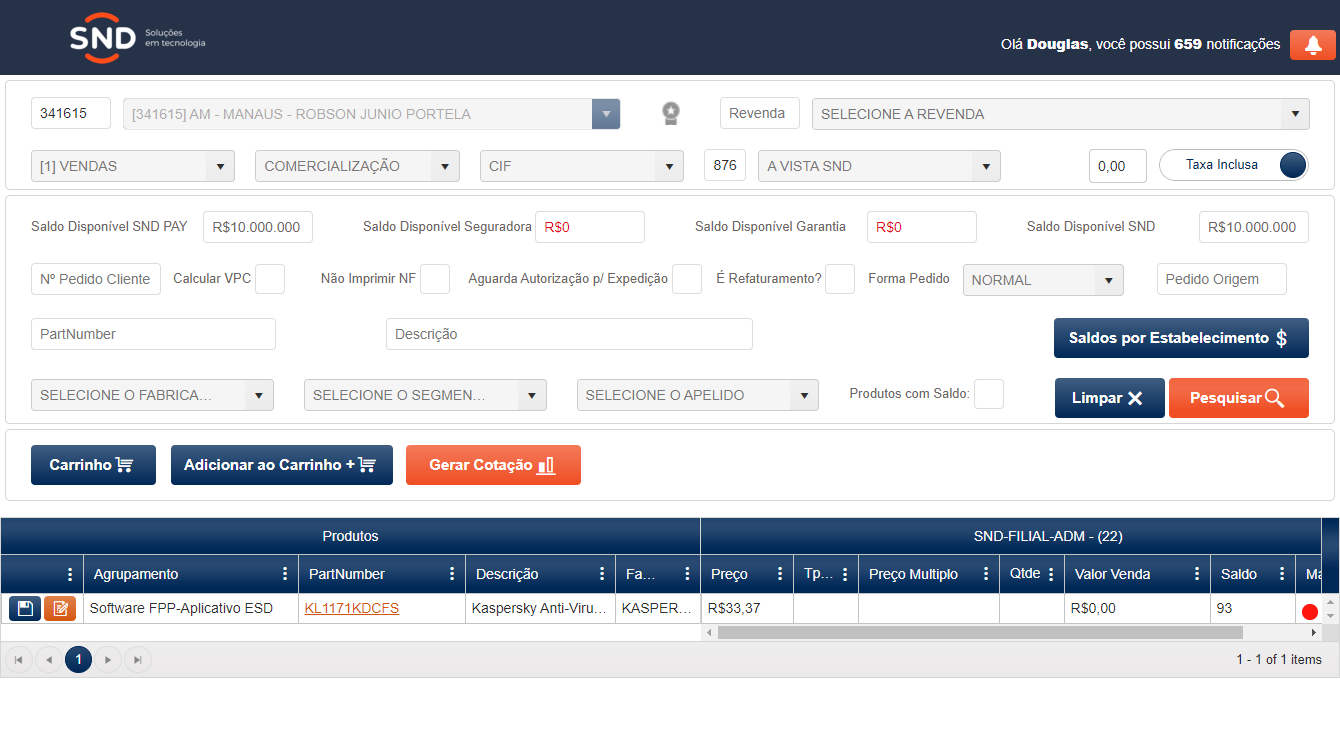 SND Soluções em tecnologia
Olá Douglas, você possui 659 notificações
341615 [341615] AM - MANAUS - ROBSON JUNIO PORTELA Revenda SELECIONE A REVENDA
[1] VENDAS COMERCIALIZAÇÃO CIF 876 A VISTA SND 0,00 Taxa Inclusa
Saldo Disponível SND PAY R$10.000.000 Saldo Disponível Seguradora R$0 Saldo Disponível Garantia R$0 Saldo Disponível SND R$10.000.000
Nº Pedido Cliente Calcular VPC Não Imprimir NF Aguarda Autorização p/ Expedição É Refaturamento? Forma Pedido NORMAL Pedido Origem
PartNumber Descrição Saldos por Estabelecimento $
SELECIONE O FABRICA... SELECIONE O SEGMEN... SELECIONE O APELIDO Produtos com Saldo: Limpar Pesquisar
Carrinho Adicionar ao Carrinho + Gerar Cotação
Produtos SND-FILIAL-ADM - (22)
Agrupamento PartNumber Descrição Fa... Preço Tp... Preço Multiplo Qtde Valor Venda Saldo
Software FPP-Aplicativo ESD KL1171KDCFS Kaspersky Anti-Viru... KASPER... R$33,37 R$0,00 93
1 1 - 1 of 1 items